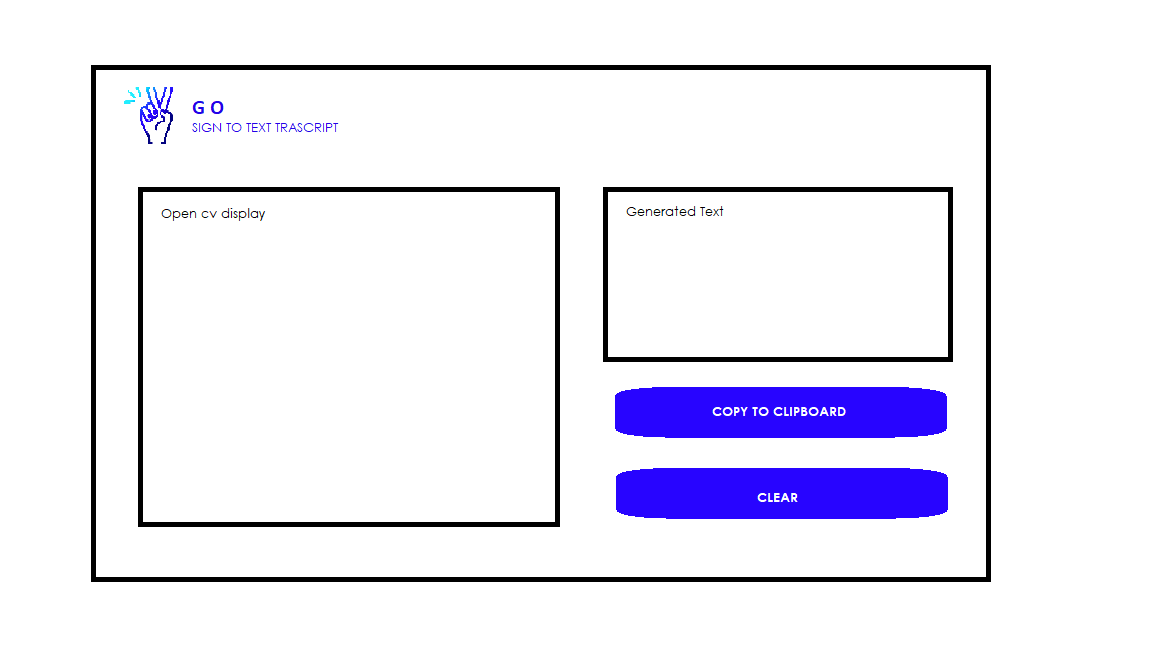 G O
SIGN TO TEXT TRASCRIPT
Open cv display
Generated Text
COPY TO CLIPBOARD
CLEAR